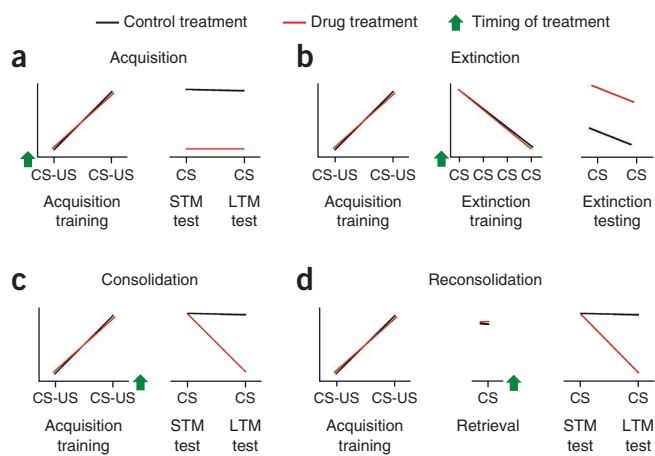 Control treatment Drug treatment Timing of treatment
a Acquisition
CS-US CS-US CS CS
Acquisition training STM test LTM test
b Extinction
CS-US CS-US CS CS CS CS CS CS
Acquisition training Extinction training Extinction testing
c Consolidation
CS-US CS-US CS CS
Acquisition training STM test LTM test
d Reconsolidation
CS-US CS-US CS CS CS
Acquisition training Retrieval STM test LTM test